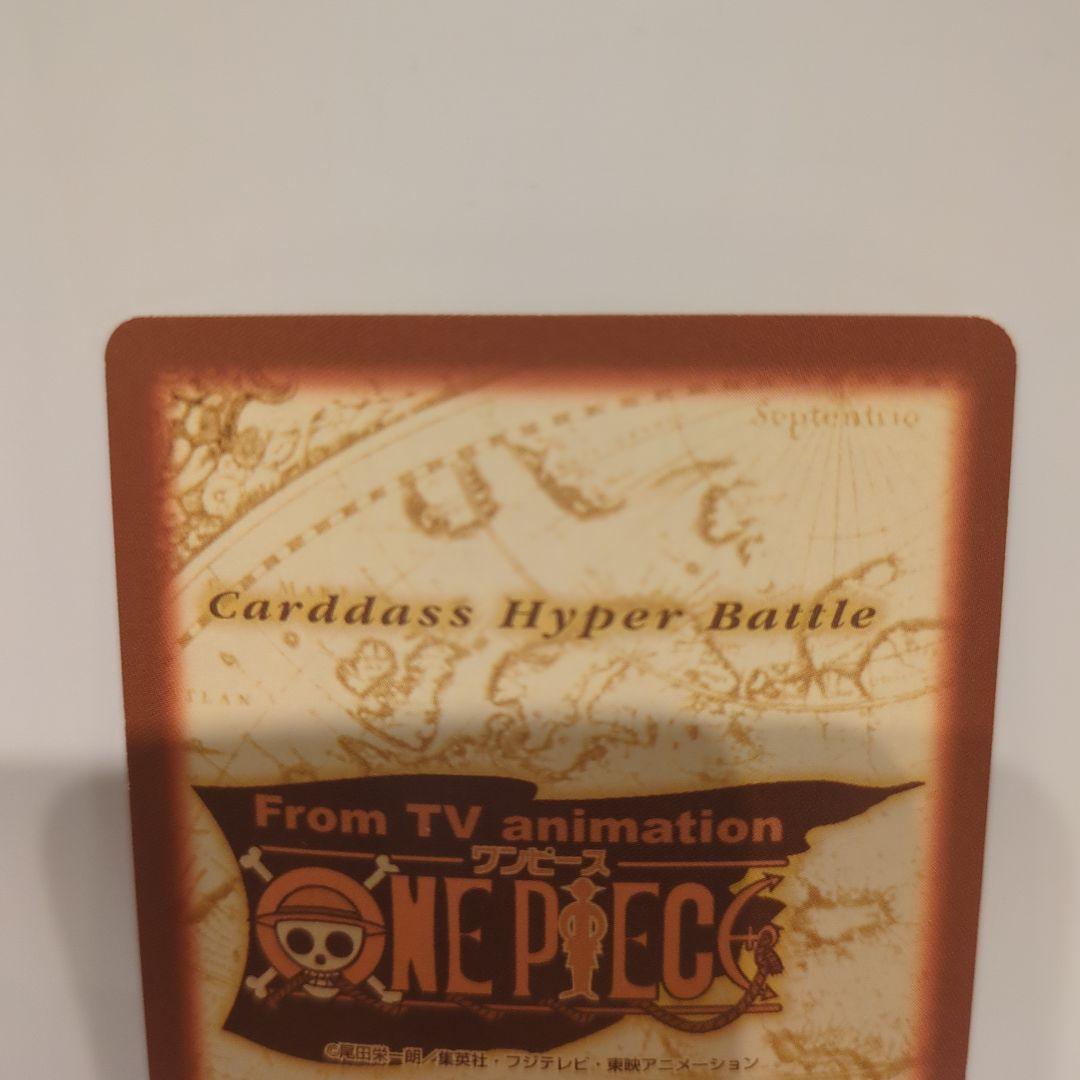 Septentrio
Carddass Hyper Battle
From TV animation
ワンピース
ONE PIECE
©尾田栄一郎／集英社・フジテレビ・東映アニメーション